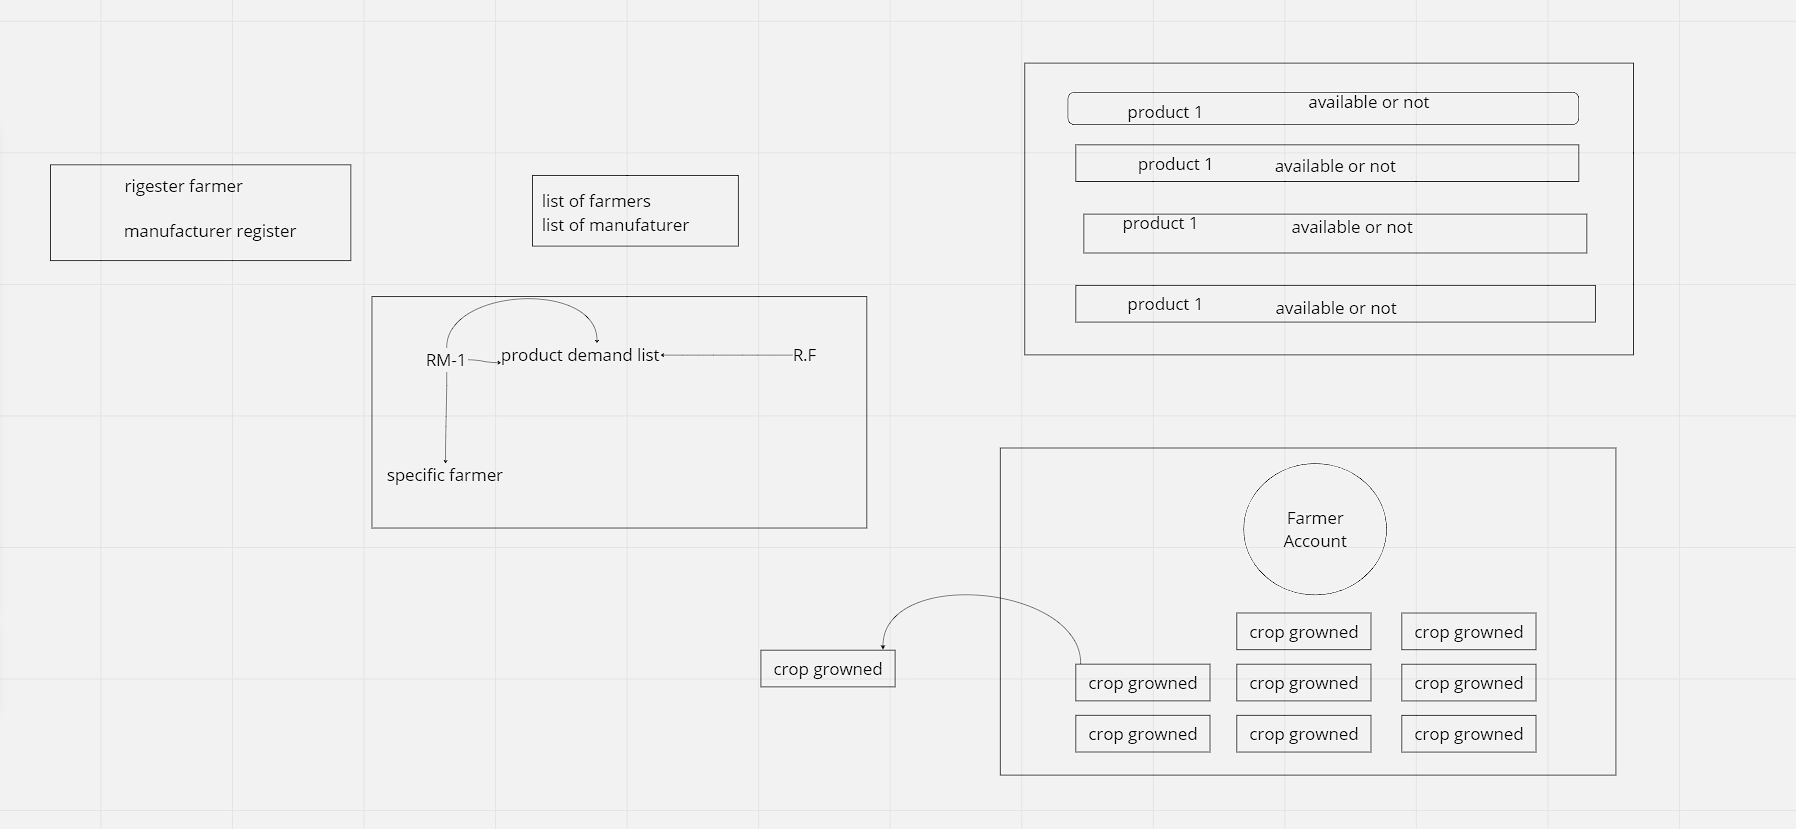 rigester farmer
manufacturer register
list of farmers
list of manufaturer
product 1 available or not
product 1 available or not
product 1 available or not
product 1 available or not
RM-1 product demand list R.F
specific farmer
Farmer
Account
crop growned crop growned
crop growned crop growned crop growned crop growned
crop growned crop growned crop growned